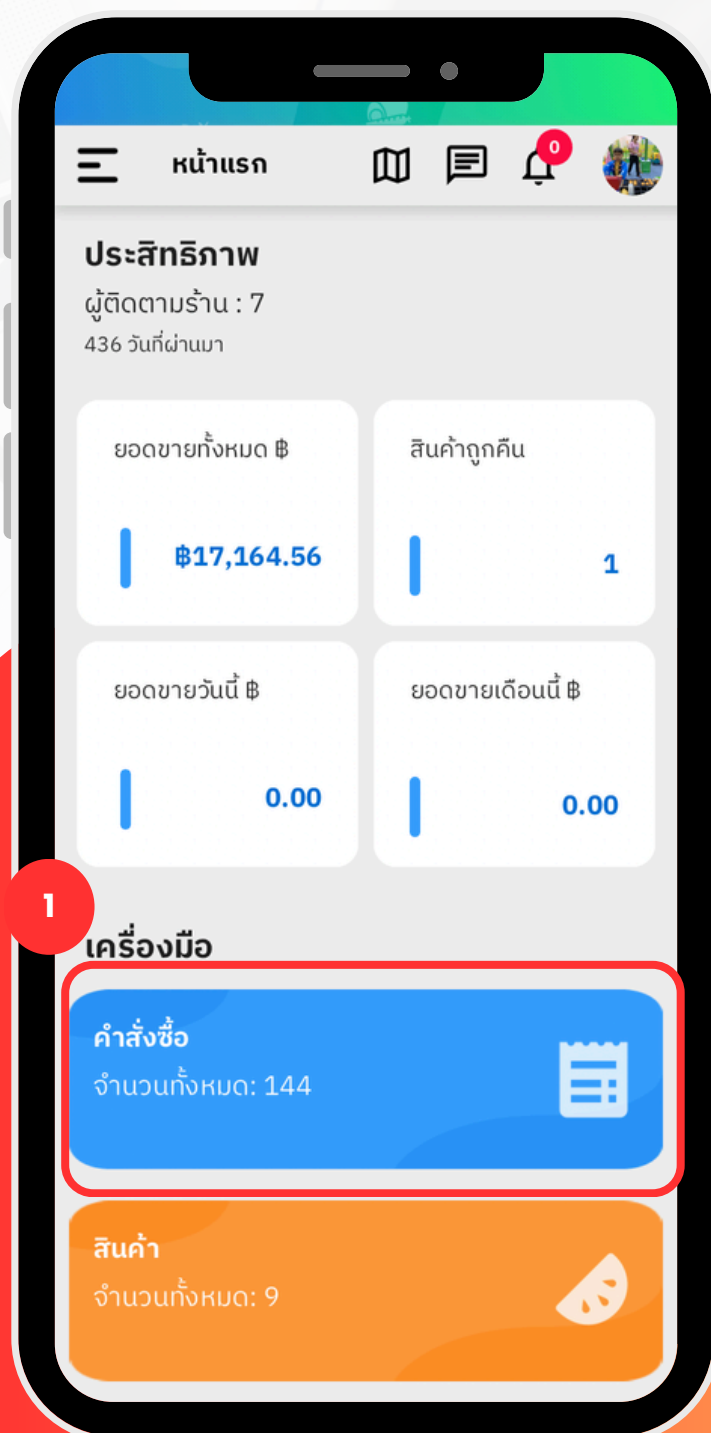 หน้าแรก
0
ประสิทธิภาพ
ผู้ติดตามร้าน : 7
436 วันที่ผ่านมา
ยอดขายทั้งหมด ฿
฿17,164.56
สินค้าถูกคืน
1
ยอดขายวันนี้ ฿
0.00
ยอดขายเดือนนี้ ฿
0.00
1
เครื่องมือ
คำสั่งซื้อ
จำนวนทั้งหมด: 144
สินค้า
จำนวนทั้งหมด: 9